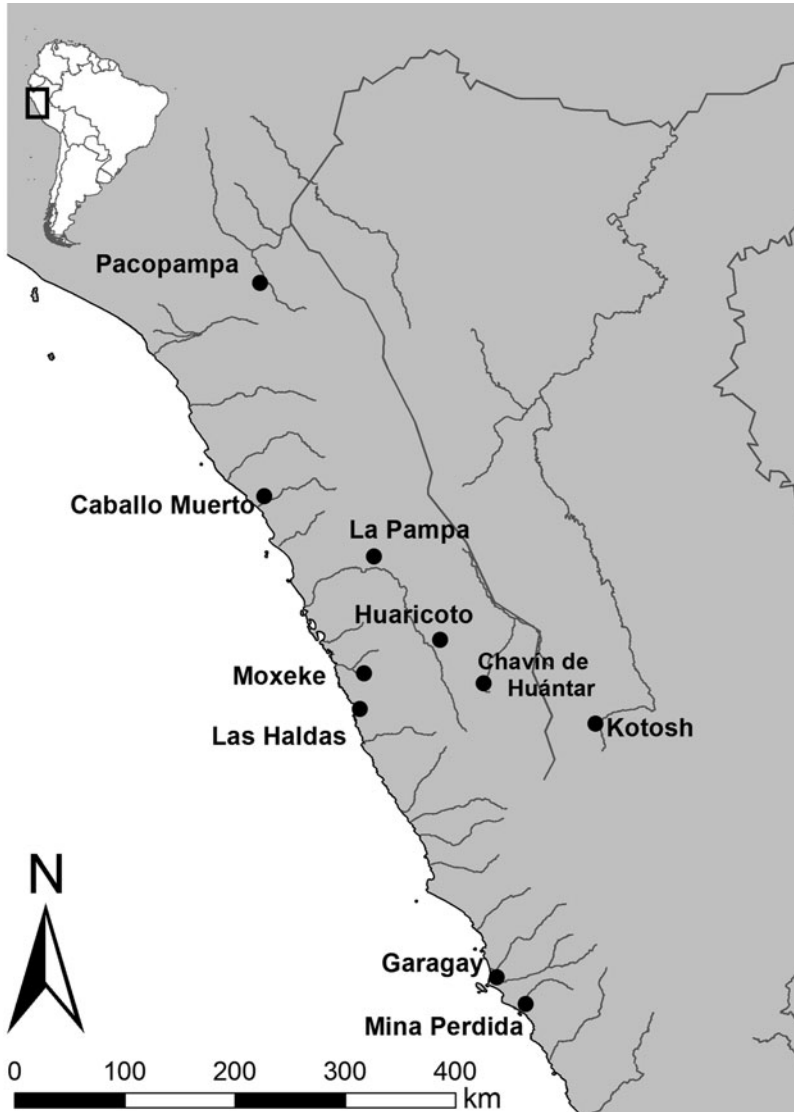 Pacopampa
Caballo Muerto
La Pampa
Huaricoto
Chavín de
Huántar
Moxeke
Las Haldas
Kotosh
N
Garagay
Mina Perdida
0 100 200 300 400
km